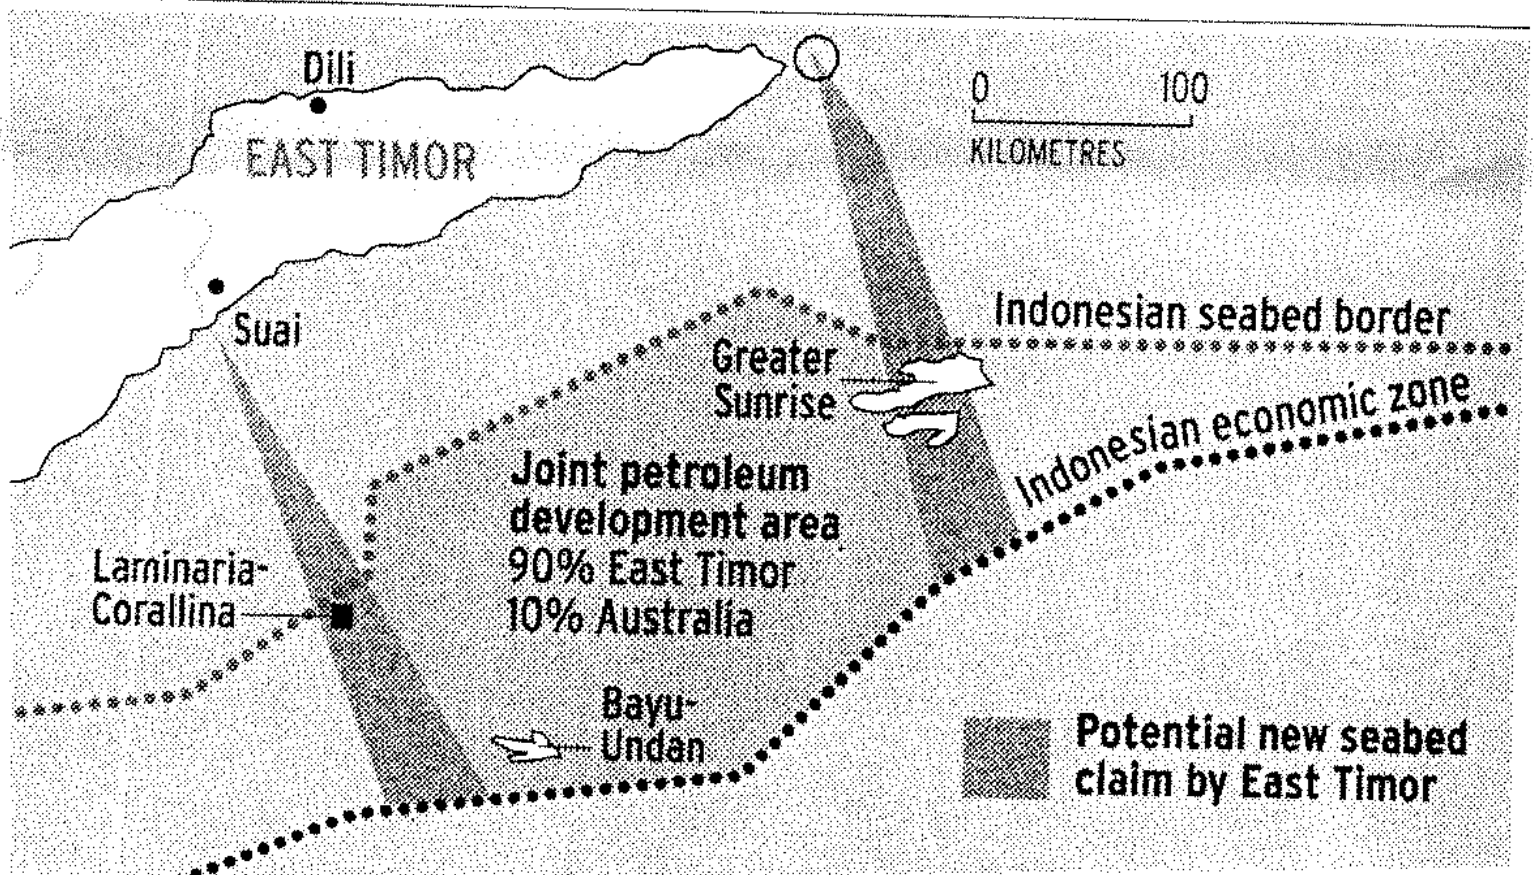 Dili
EAST TIMOR
0 100
KILOMETRES
Suai
Indonesian seabed border
Greater
Sunrise
Indonesian economic zone
Joint petroleum
development area
90% East Timor
10% Australia
Laminaria-
Corallina
Bayu-
Undan
Potential new seabed
claim by East Timor